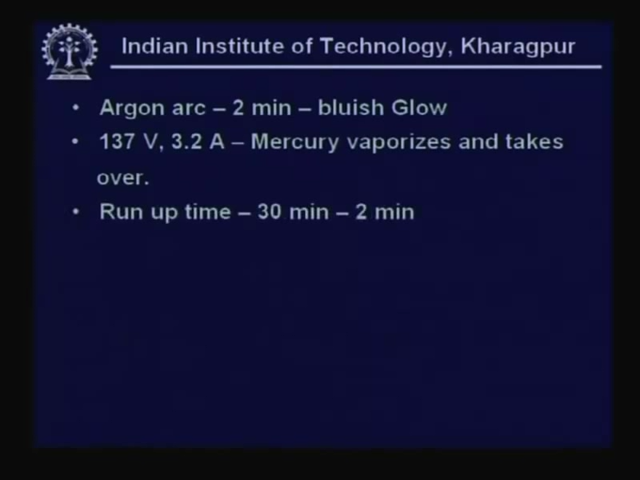 Indian Institute of Technology, Kharagpur
• Argon arc – 2 min – bluish Glow
• 137 V, 3.2 A – Mercury vaporizes and takes
over.
• Run up time – 30 min – 2 min